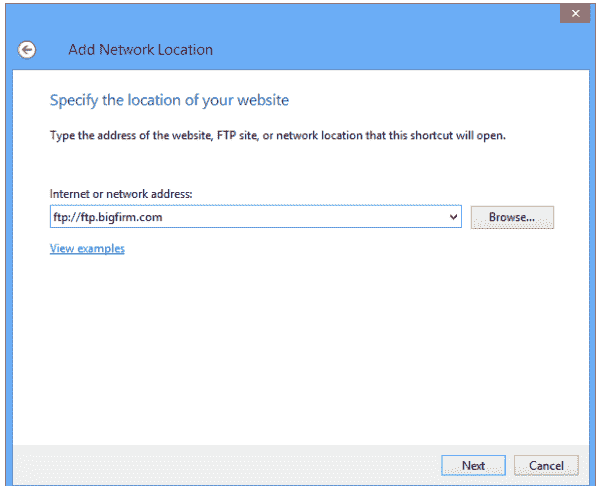 Add Network Location
Specify the location of your website
Type the address of the website, FTP site, or network location that this shortcut will open.
Internet or network address:
ftp://ftp.bigfirm.com
Browse...
View examples
Next
Cancel